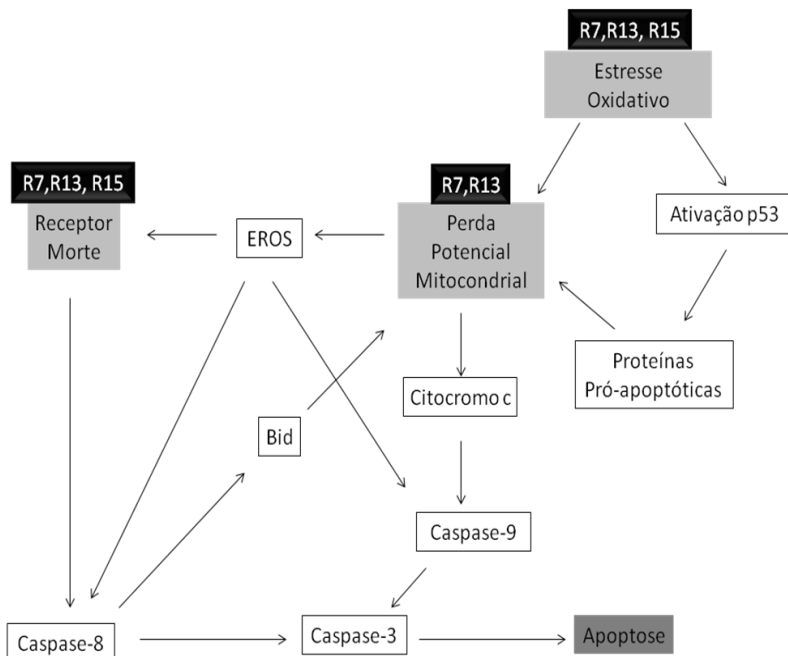 R7,R13, R15
Estresse
Oxidativo
R7,R13, R15
Receptor
Morte
EROS
R7,R13
Perda
Potencial
Mitocondrial
Ativação p53
Proteínas
Pró-apoptóticas
Citocromo c
Bid
Caspase-9
Caspase-8
Caspase-3
Apoptose